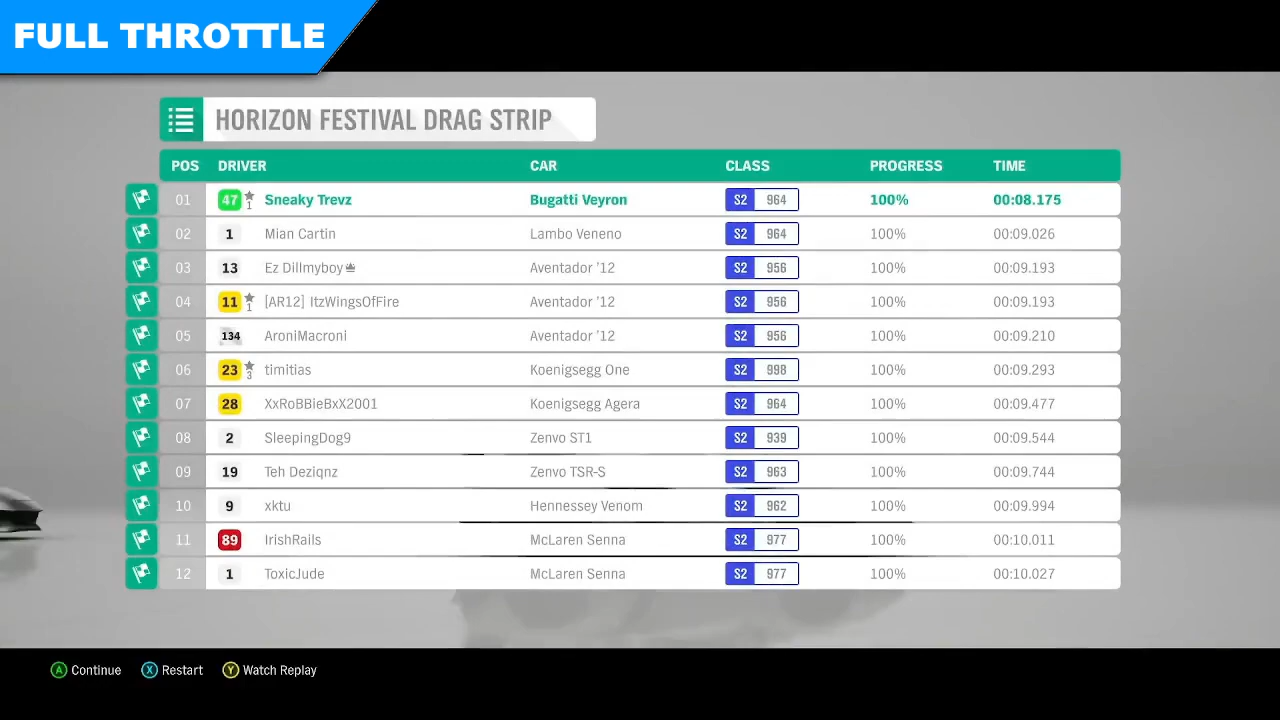 FULL THROTTLE
HORIZON FESTIVAL DRAG STRIP
POS DRIVER CAR CLASS PROGRESS TIME
01 47 1 Sneaky Trevz Bugatti Veyron S2 964 100% 00:08.175
02 1 Mian Cartin Lambo Veneno S2 964 100% 00:09.026
03 13 Ez Dillmyboy Aventador '12 S2 956 100% 00:09.193
04 11 1 [AR12] ItzWingsOfFire Aventador '12 S2 956 100% 00:09.193
05 134 AroniMacroni Aventador '12 S2 956 100% 00:09.210
06 23 3 timitias Koenigsegg One S2 998 100% 00:09.293
07 28 XxRoBBieBxX2001 Koenigsegg Agera S2 964 100% 00:09.477
08 2 SleepingDog9 Zenvo ST1 S2 939 100% 00:09.544
09 19 Teh Deziqnz Zenvo TSR-S S2 963 100% 00:09.744
10 9 xktu Hennessey Venom S2 962 100% 00:09.994
11 89 IrishRails McLaren Senna S2 977 100% 00:10.011
12 1 ToxicJude McLaren Senna S2 977 100% 00:10.027
A Continue X Restart Y Watch Replay